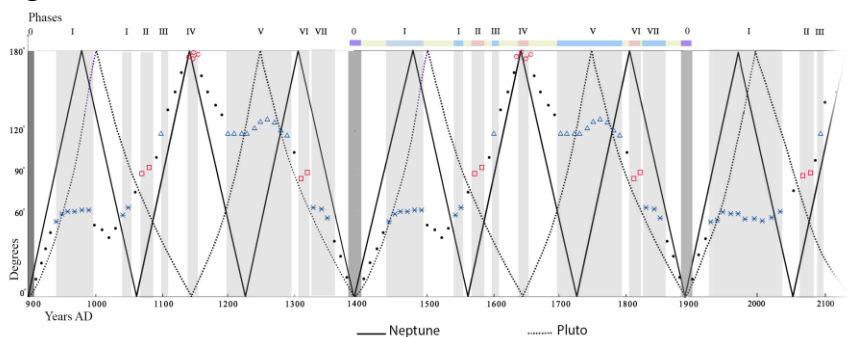 Phases
0 I I II III IV V VI VII 0 I I II III IV V VI VII 0 I II III
180°
120°
90°
60°
0°
Degrees
900 1000 1100 1200 1300 1400 1500 1600 1700 1800 1900 2000 2100
Years AD
Neptune Pluto